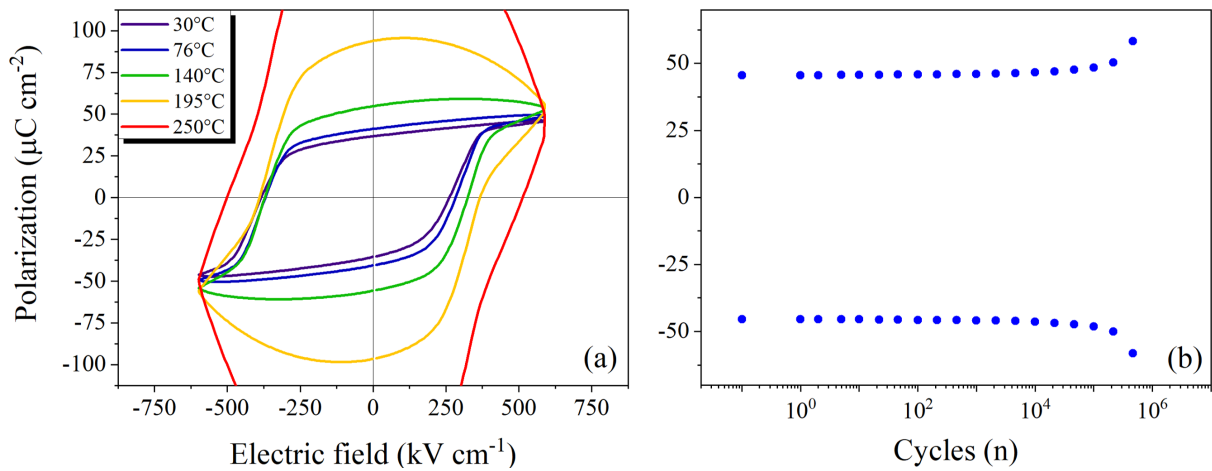 30°C
76°C
140°C
195°C
250°C
100
75
50
25
0
-25
-50
-75
-100
Polarization (µC cm⁻²)
(a)
-750 -500 -250 0 250 500 750
Electric field (kV cm⁻¹)
50
25
0
-25
-50
(b)
10⁰ 10² 10⁴ 10⁶
Cycles (n)